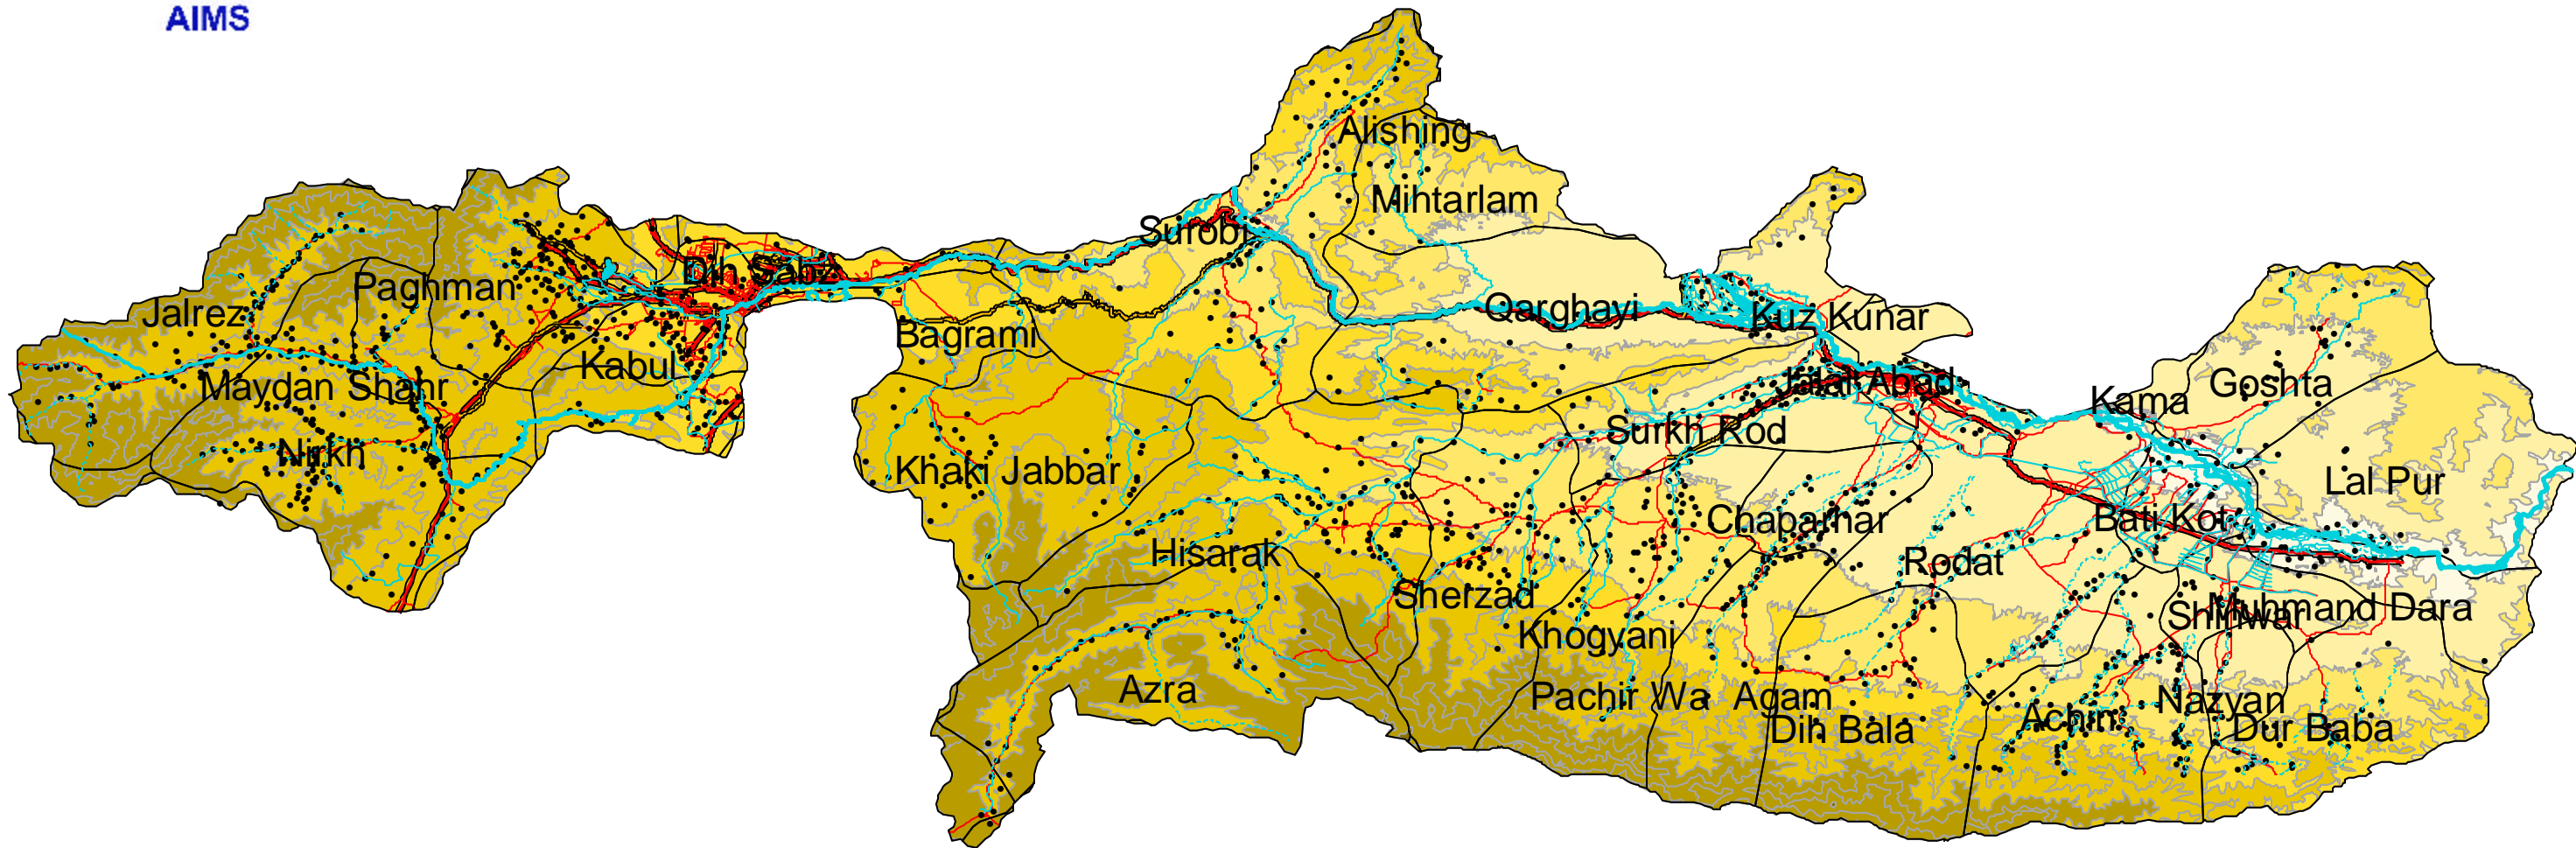 AIMS
Alishing
Mihtarlam
Surobi
Dih Sabz
Paghman
Jalrez
Qarghayi
Kuz Kunar
Bagrami
Kabul
Maydan Shahr
Jalal Abad
Goshta
Kama
Surkh Rod
Nirkh
Khaki Jabbar
Lal Pur
Chaparhar
Bati Kot
Hisarak
Rodat
Sherzad
Muhmand Dara
Shinwar
Khogyani
Azra
Pachir Wa Agam
Nazyan
Achin
Dih Bala
Dur Baba